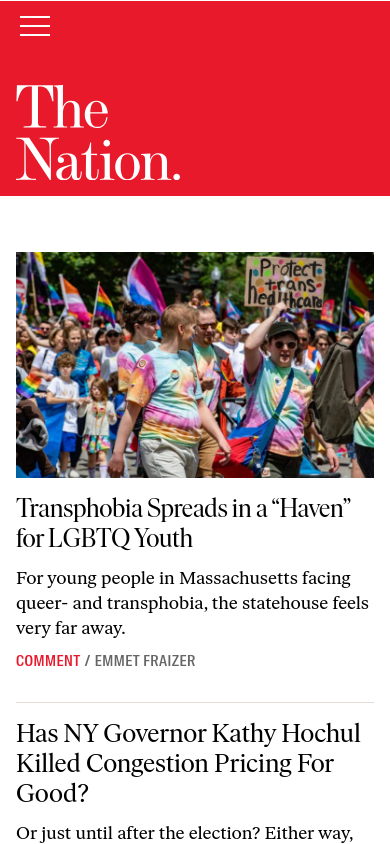 The
Nation.
Protect
trans
healthcare
Transphobia Spreads in a “Haven”
for LGBTQ Youth
For young people in Massachusetts facing
queer- and transphobia, the statehouse feels
very far away.
COMMENT / EMMET FRAIZER
Has NY Governor Kathy Hochul
Killed Congestion Pricing For
Good?
Or just until after the election? Either way,